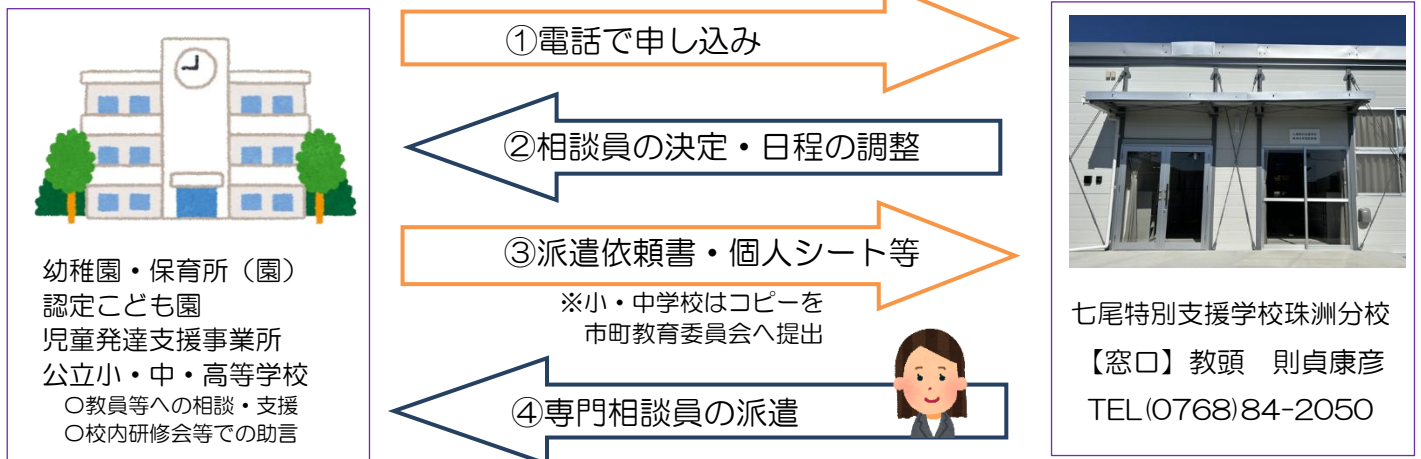 ①電話で申し込み
②相談員の決定・日程の調整
③派遣依頼書・個人シート等
※小・中学校はコピーを
市町教育委員会へ提出
④専門相談員の派遣
幼稚園・保育所（園）
認定こども園
児童発達支援事業所
公立小・中・高等学校
〇教員等への相談・支援
〇校内研修会等での助言
七尾特別支援学校珠洲分校
【窓口】教頭　則貞康彦
TEL(0768)84-2050